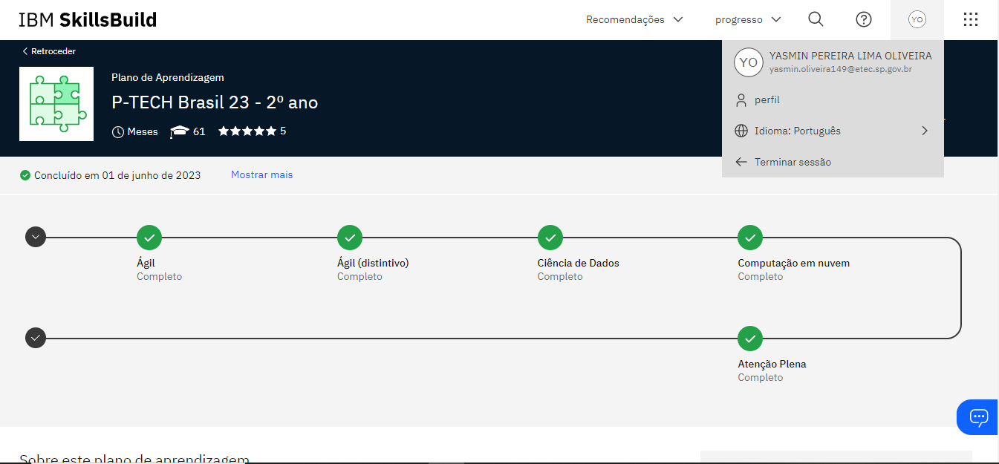 IBM SkillsBuild
Recomendações
progresso
YO
Retroceder
YO
YASMIN PEREIRA LIMA OLIVEIRA
yasmin.oliveira149@etec.sp.gov.br
Plano de Aprendizagem
P-TECH Brasil 23 - 2º ano
perfil
Meses
61
5
Idioma: Português
Terminar sessão
Concluído em 01 de junho de 2023
Mostrar mais
Ágil
Completo
Ágil (distintivo)
Completo
Ciência de Dados
Completo
Computação em nuvem
Completo
Atenção Plena
Completo
Sobre este plano de aprendizagem